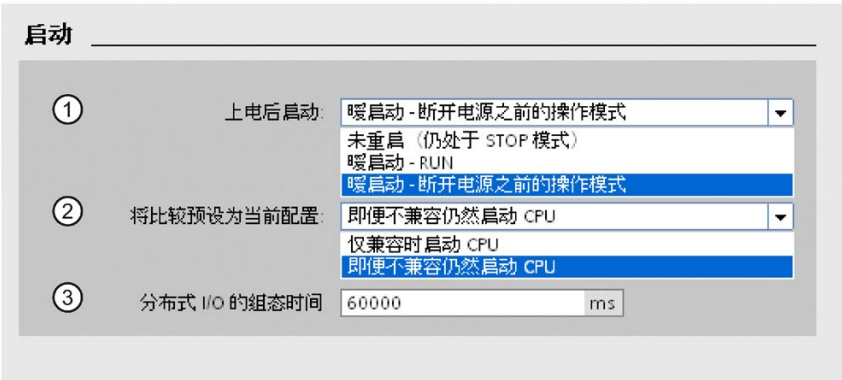 启动
① 上电后启动: 暖启动-断开电源之前的操作模式
未重启（仍处于 STOP 模式）
暖启动-RUN
暖启动-断开电源之前的操作模式
② 将比较预设为当前配置: 即便不兼容仍然启动 CPU
仅兼容时启动 CPU
即便不兼容仍然启动 CPU
③ 分布式 I/O 的组态时间 60000 ms